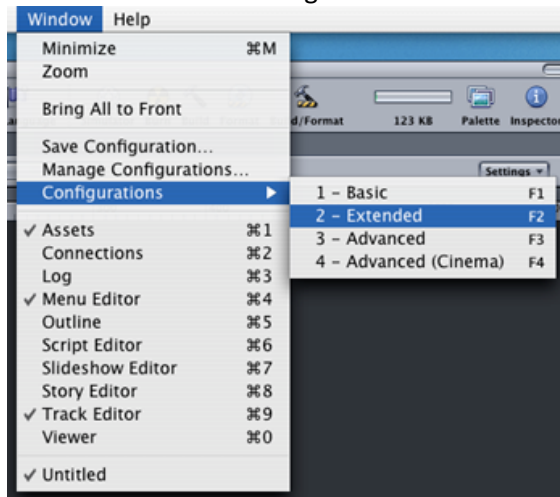 Window Help
Minimize ⌘M
Zoom
Bring All to Front
d/Format 123 KB Palette Inspector
Save Configuration...
Manage Configurations...
Settings
Configurations
1 – Basic F1
2 – Extended F2
3 – Advanced F3
4 – Advanced (Cinema) F4
✓ Assets ⌘1
Connections ⌘2
Log ⌘3
✓ Menu Editor ⌘4
Outline ⌘5
Script Editor ⌘6
Slideshow Editor ⌘7
Story Editor ⌘8
✓ Track Editor ⌘9
Viewer ⌘0
✓ Untitled